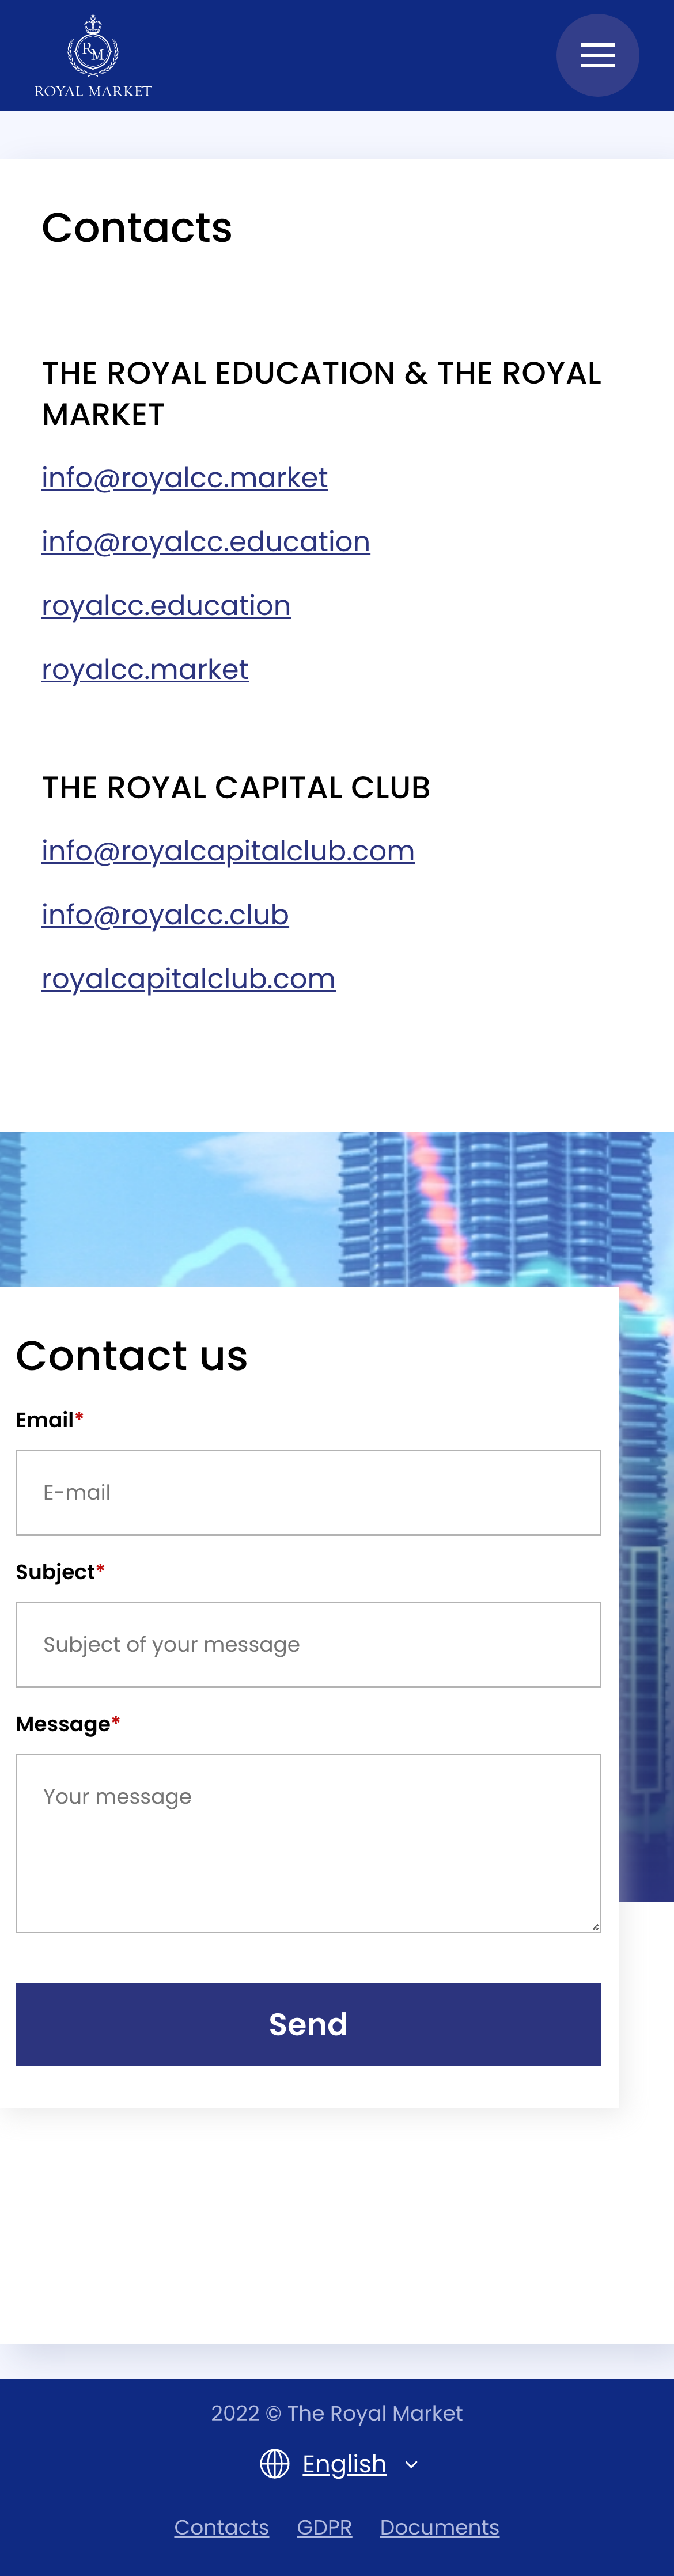 RM
ROYAL MARKET
Contacts
THE ROYAL EDUCATION & THE ROYAL
MARKET
info@royalcc.market
info@royalcc.education
royalcc.education
royalcc.market
THE ROYAL CAPITAL CLUB
info@royalcapitalclub.com
info@royalcc.club
royalcapitalclub.com
Contact us
Email*
E-mail
Subject*
Subject of your message
Message*
Your message
Send
2022 © The Royal Market
English
Contacts GDPR Documents